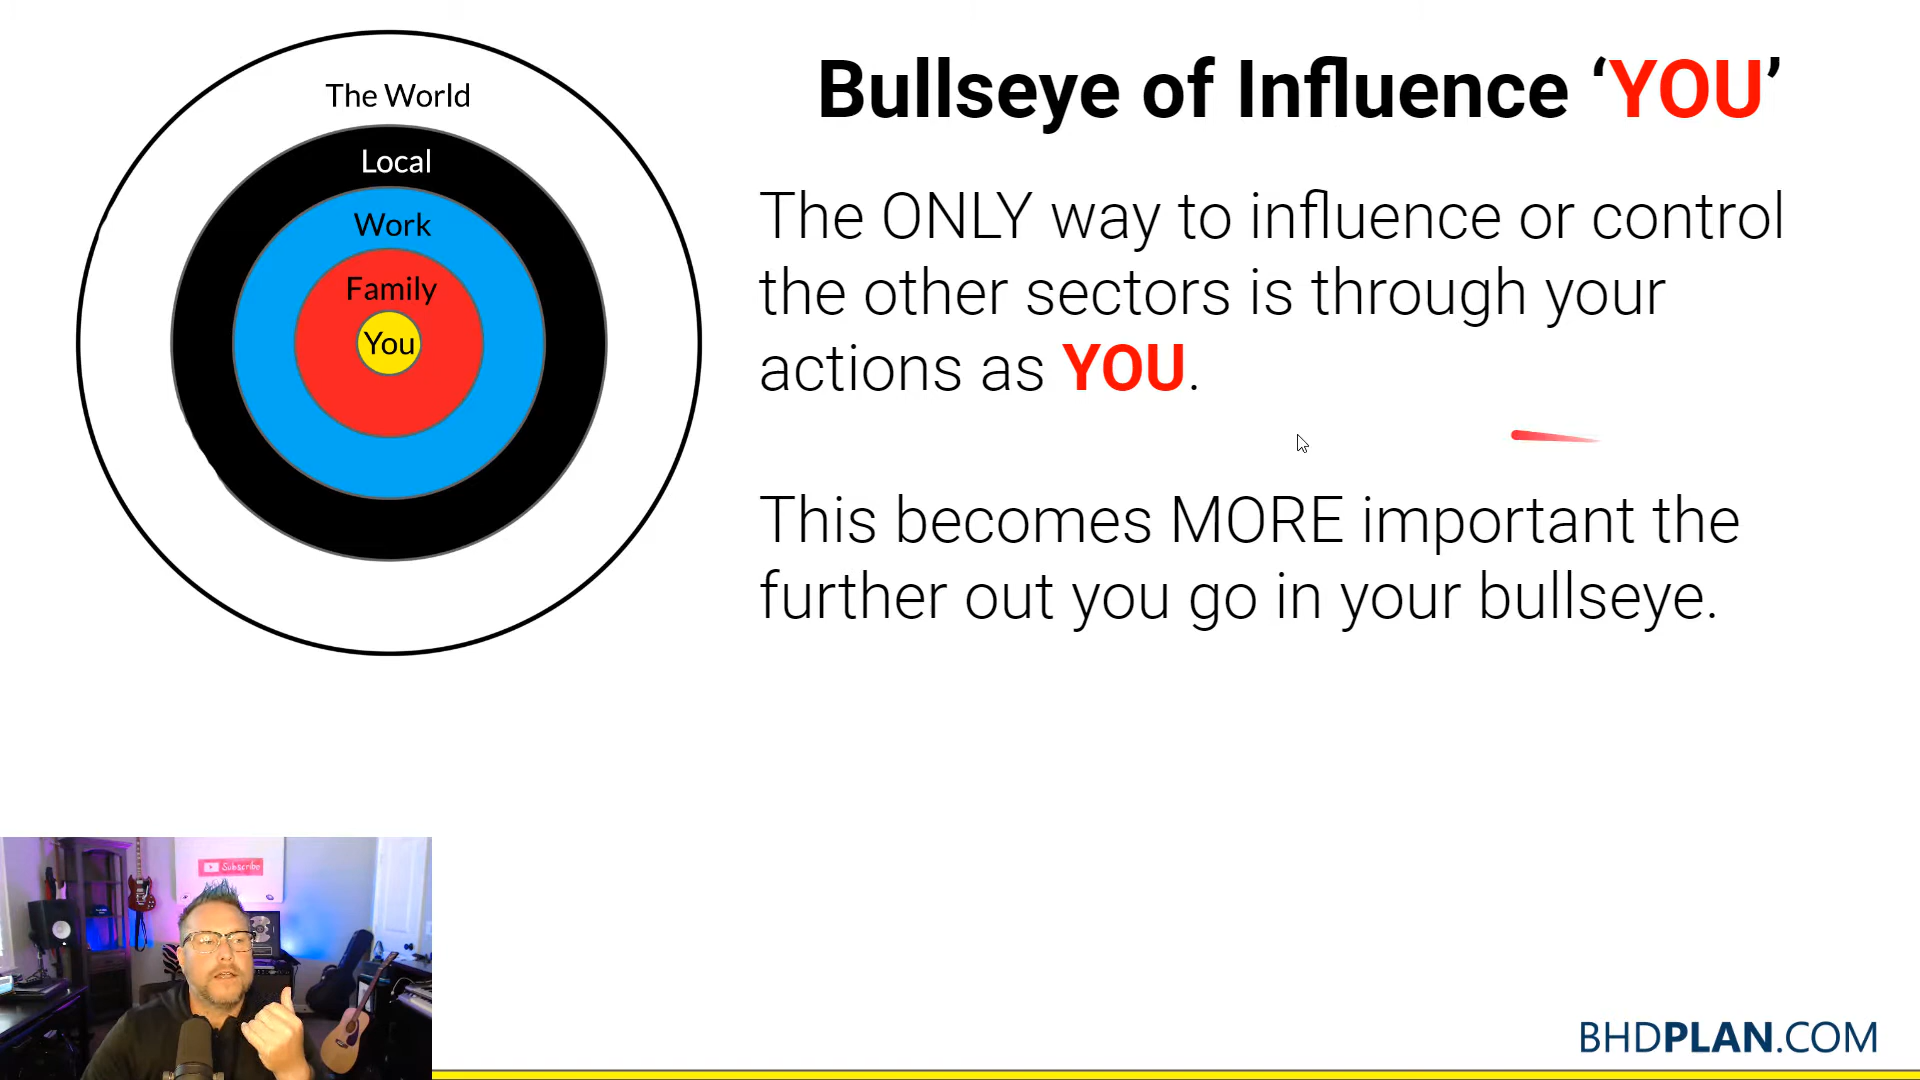 The World
Local
Work
Family
You
Bullseye of Influence ‘YOU’
The ONLY way to influence or control
the other sectors is through your
actions as YOU.
This becomes MORE important the
further out you go in your bullseye.
Subscribe
BHDPLAN.COM